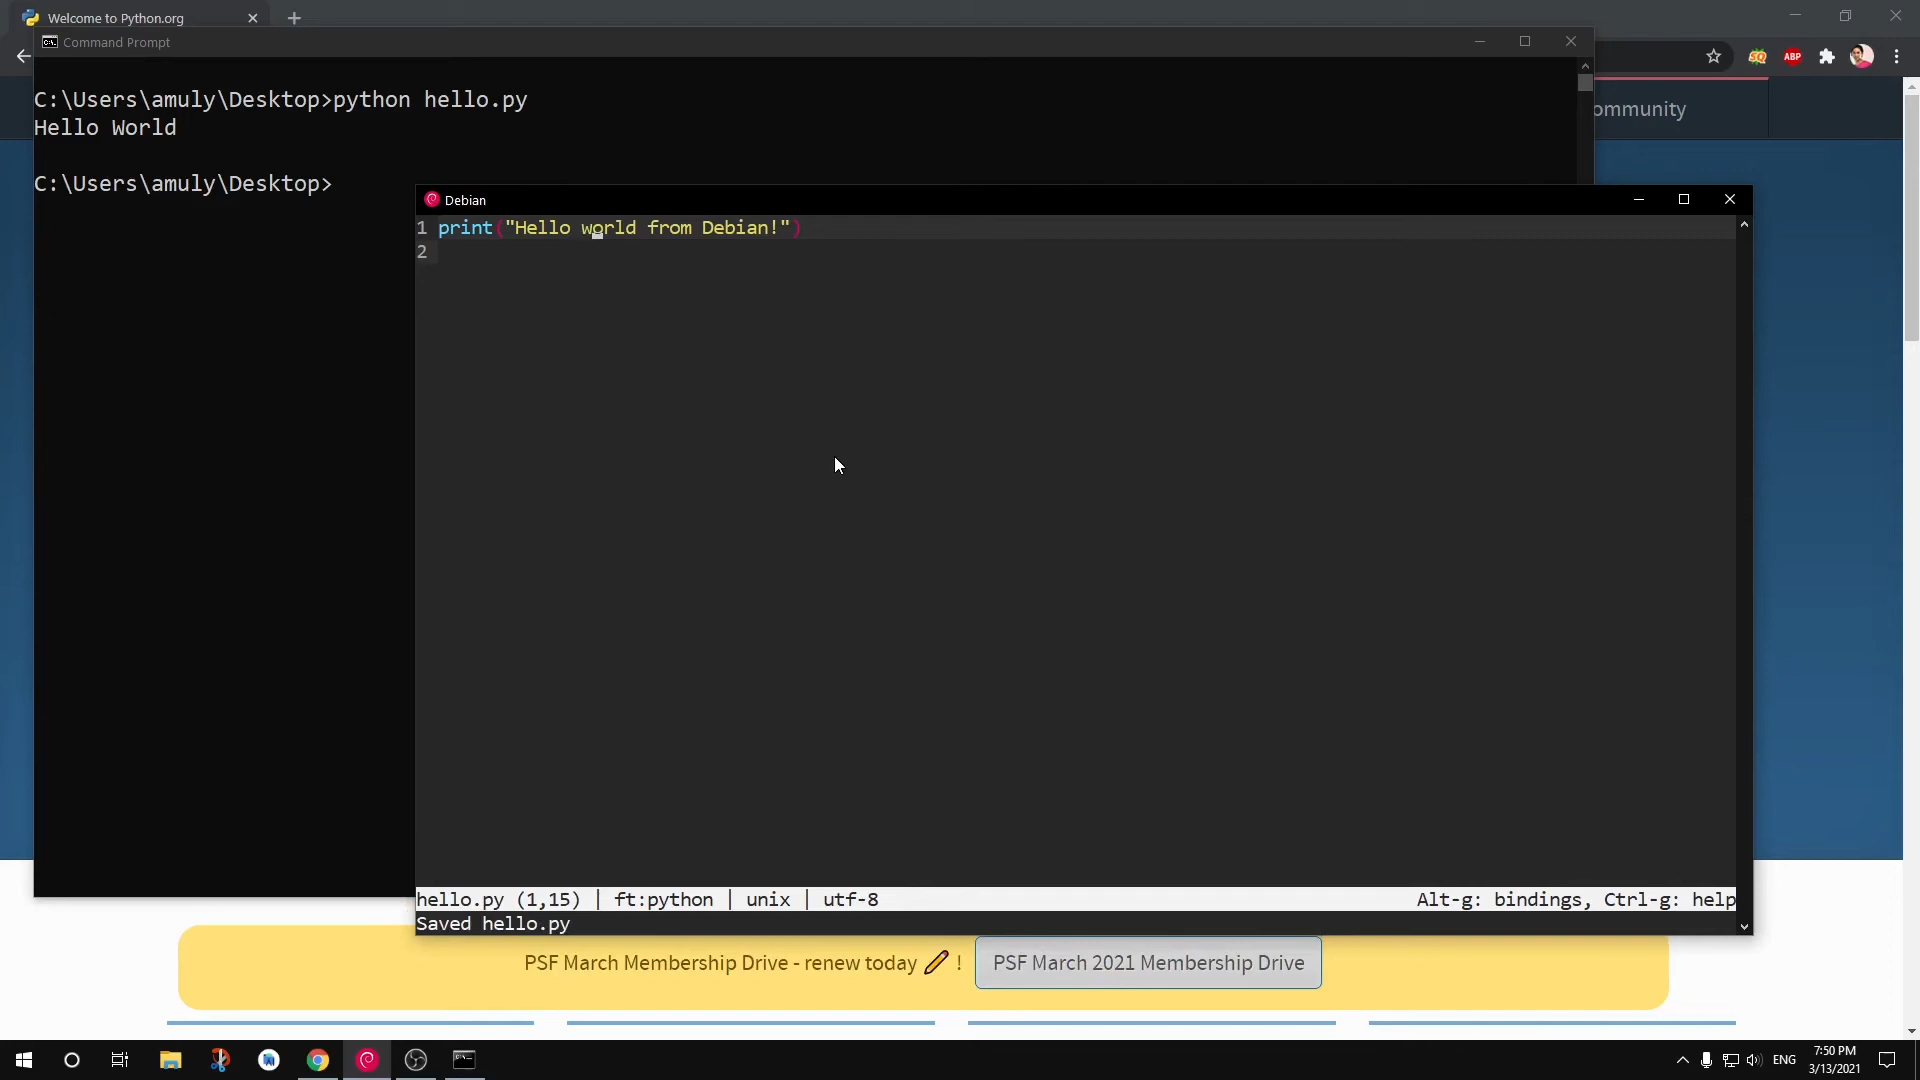 Welcome to Python.org
Command Prompt
ABP
C:\Users\amuly\Desktop>python hello.py
Hello World
C:\Users\amuly\Desktop>
ommunity
Debian
1 print("Hello world from Debian!")
2
hello.py (1,15) | ft:python | unix | utf-8
Alt-g: bindings, Ctrl-g: help
Saved hello.py
PSF March Membership Drive - renew today !
PSF March 2021 Membership Drive
ENG
7:50 PM
3/13/2021